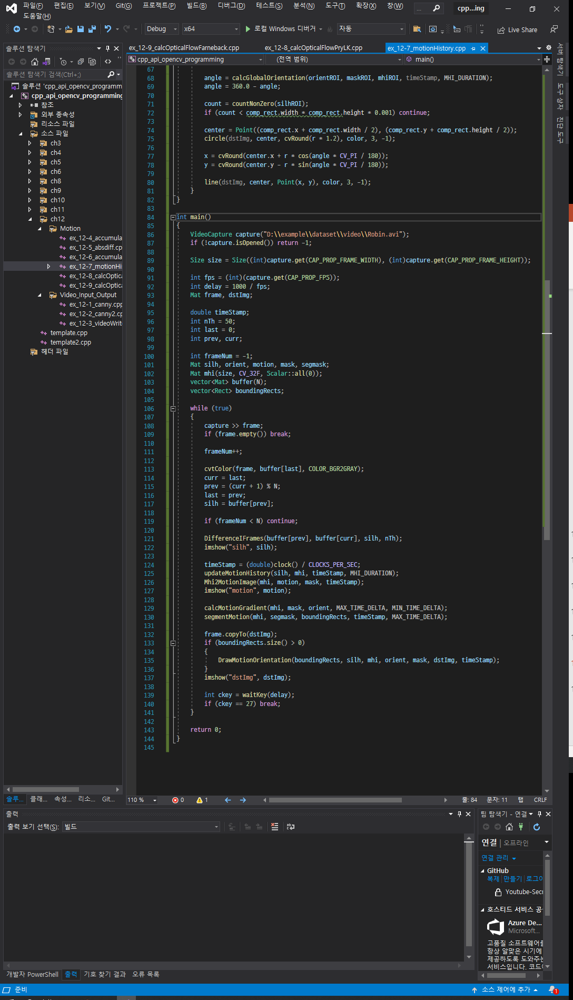 파일(F) 편집(E) 보기(V) Git(G) 프로젝트(P) 빌드(B) 디버그(D) 테스트(S) 분석(N) 도구(T) 확장(X) 창(W) ... cpp...ing
도움말(H)
Debug x64 로컬 Windows 디버거 자동 Live Share
솔루션 탐색기
솔루션 탐색기 검색(Ctrl+;)
솔루션 'cpp_api_opencv_programm
cpp_api_opencv_programming
참조
외부 종속성
리소스 파일
소스 파일
ch3
ch4
ch5
ch6
ch8
ch9
ch10
ch11
ch12
Motion
ex_12-4_accumula
ex_12-5_absdiff.cp
ex_12-6_accumula
ex_12-7_motionHi
ex_12-8_calcOptica
ex_12-9_calcOptica
Video_Input_Output
ex_12-1_canny.cpp
ex_12-2_canny2.cp
ex_12-3_videoWrit
template.cpp
template2.cpp
헤더 파일
솔루... 클래... 속성... 리소... Git...
ex_12-9_calcOpticalFlowFarneback.cpp ex_12-8_calcOpticalFlowPryLK.cpp ex_12-7_motionHistory.cpp
cpp_api_opencv_programming (전역 범위) main()
67
68 angle = calcGlobalOrientation(orientROI, maskROI, mhiROI, timeStamp, MHI_DURATION);
69 angle = 360.0 - angle;
70
71 count = countNonZero(silhROI);
72 if (count < comp_rect.width * comp_rect.height * 0.001) continue;
73
74 center = Point((comp_rect.x + comp_rect.width / 2), (comp_rect.y + comp_rect.height / 2));
75 circle(dstImg, center, cvRound(r * 1.2), color, 3, -1);
76
77 x = cvRound(center.x + r * cos(angle * CV_PI / 180));
78 y = cvRound(center.y - r * sin(angle * CV_PI / 180));
79
80 line(dstImg, center, Point(x, y), color, 3, -1);
81 }
82 }
83
84 int main()
85 {
86 VideoCapture capture("D:\\example\\dataset\\video\\Robin.avi");
87 if (!capture.isOpened()) return -1;
88
89 Size size = Size((int)capture.get(CAP_PROP_FRAME_WIDTH), (int)capture.get(CAP_PROP_FRAME_HEIGHT));
90
91 int fps = (int)(capture.get(CAP_PROP_FPS));
92 int delay = 1000 / fps;
93 Mat frame, dstImg;
94
95 double timeStamp;
96 int nTh = 50;
97 int last = 0;
98 int prev, curr;
99
100 int frameNum = -1;
101 Mat silh, orient, motion, mask, segmask;
102 Mat mhi(size, CV_32F, Scalar::all(0));
103 vector<Mat> buffer(N);
104 vector<Rect> boundingRects;
105
106 while (true)
107 {
108 capture >> frame;
109 if (frame.empty()) break;
110
111 frameNum++;
112
113 cvtColor(frame, buffer[last], COLOR_BGR2GRAY);
114 curr = last;
115 prev = (curr + 1) % N;
116 last = prev;
117 silh = buffer[prev];
118
119 if (frameNum < N) continue;
120
121 DifferenceIFrames(buffer[prev], buffer[curr], silh, nTh);
122 imshow("silh", silh);
123
124 timeStamp = (double)clock() / CLOCKS_PER_SEC;
125 updateMotionHistory(silh, mhi, timeStamp, MHI_DURATION);
126 Mhi2MotionImage(mhi, motion, mask, timeStamp);
127 imshow("motion", motion);
128
129 calcMotionGradient(mhi, mask, orient, MAX_TIME_DELTA, MIN_TIME_DELTA);
130 segmentMotion(mhi, segmask, boundingRects, timeStamp, MAX_TIME_DELTA);
131
132 frame.copyTo(dstImg);
133 if (boundingRects.size() > 0)
134 {
135 DrawMotionOrientation(boundingRects, silh, mhi, orient, mask, dstImg, timeStamp);
136 }
137 imshow("dstImg", dstImg);
138
139 int ckey = waitKey(delay);
140 if (ckey == 27) break;
141 }
142
143 return 0;
144 }
145
110 % 0 1 줄: 84 문자: 11 탭 CRLF
서버 탐색기
도구 상자
진단 도구
출력
출력 보기 선택(S): 빌드
개발자 PowerShell 출력 기호 찾기 결과 오류 목록
팀 탐색기 - 연결
연결 | 오프라인
연결 관리
GitHub
복제 만들기 로그아
Youtube-Secr
호스티드 서비스 공
Azure De...
Microsoft...
고품질 소프트웨어를
항상 알맞은 시기에
제공하도록 도와주는
서비스입니다. 코드
준비 소스 제어에 추가 1